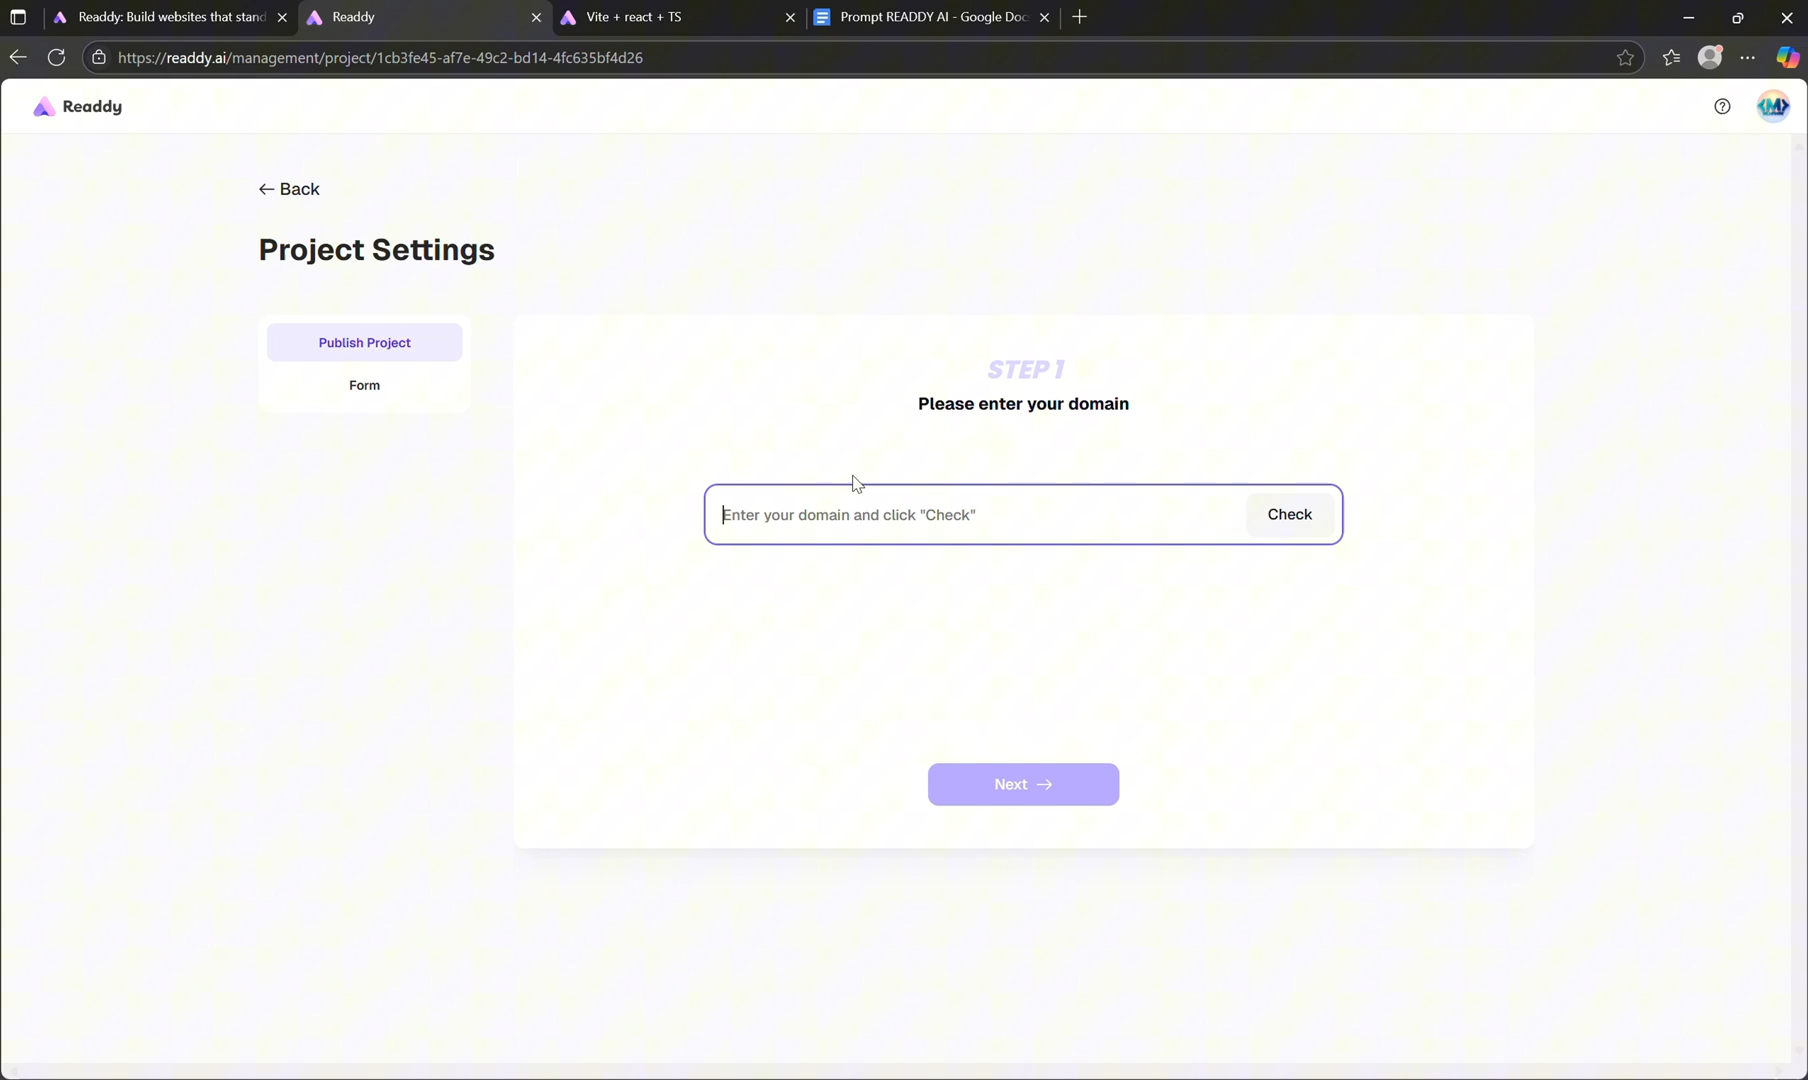 Readdy: Build websites that stand
Readdy
Vite + react + TS
Prompt READDY AI - Google Doc
https://readdy.ai/management/project/1cb3fe45-af7e-49c2-bd14-4fc635bf4d26
Readdy
← Back
Project Settings
Publish Project
Form
STEP 1
Please enter your domain
Enter your domain and click "Check"
Check
Next →